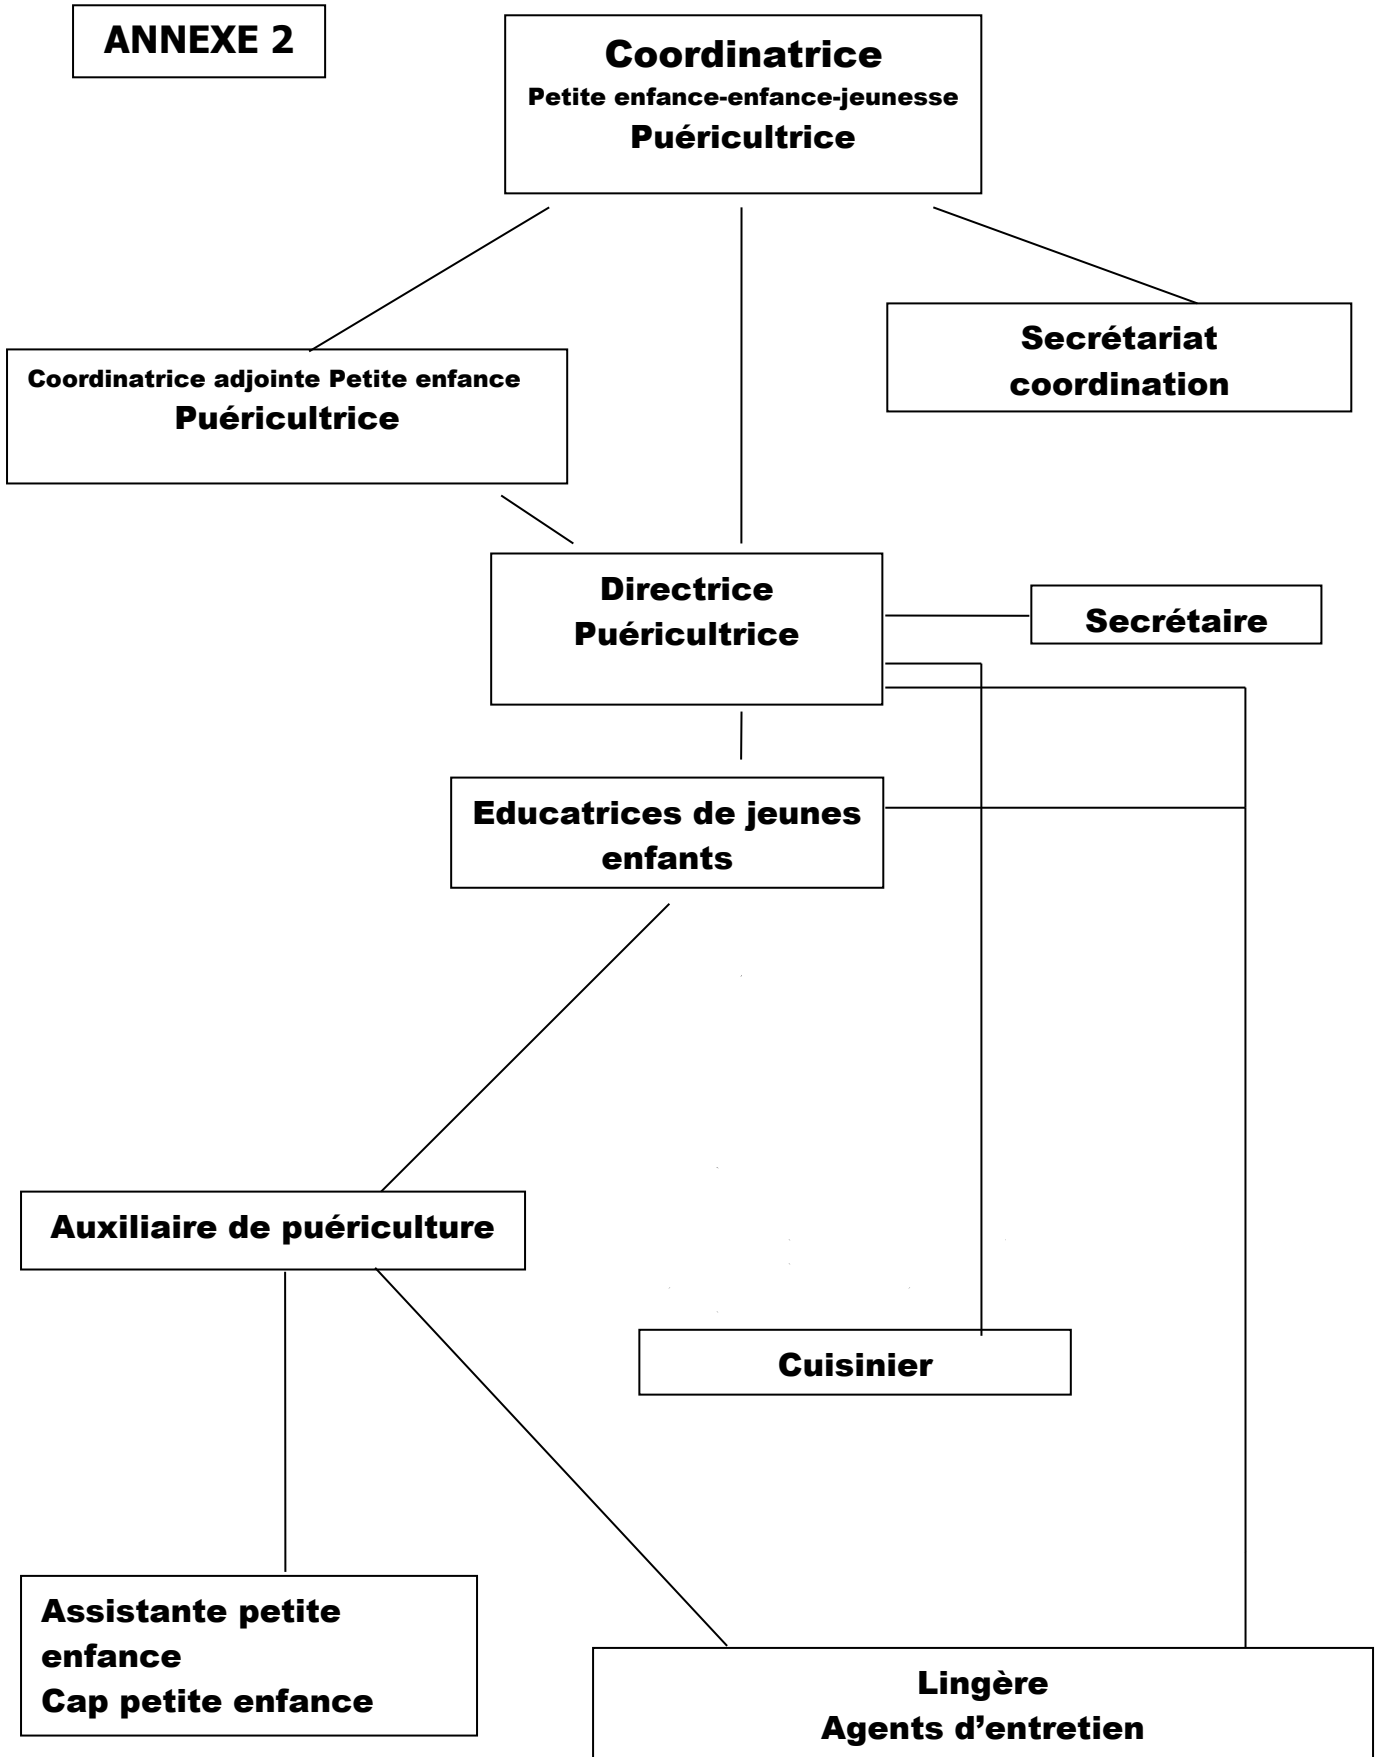 ANNEXE 2
Coordinatrice
Petite enfance-enfance-jeunesse
Puéricultrice
Coordinatrice adjointe Petite enfance
Puéricultrice
Secrétariat
coordination
Directrice
Puéricultrice
Secrétaire
Educatrices de jeunes
enfants
Auxiliaire de puériculture
Cuisinier
Assistante petite
enfance
Cap petite enfance
Lingère
Agents d’entretien